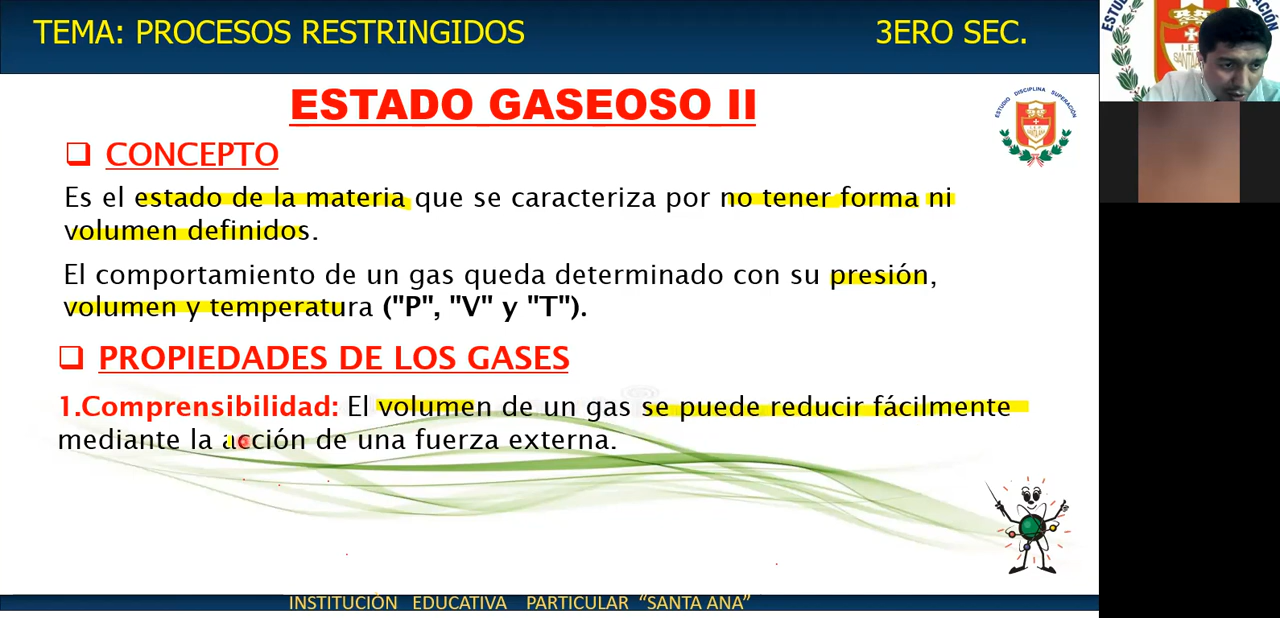 TEMA: PROCESOS RESTRINGIDOS 3ERO SEC.
ESTADO GASEOSO II
CONCEPTO
Es el estado de la materia que se caracteriza por no tener forma ni
volumen definidos.
El comportamiento de un gas queda determinado con su presión,
volumen y temperatura ("P", "V" y "T").
PROPIEDADES DE LOS GASES
1.Comprensibilidad: El volumen de un gas se puede reducir fácilmente
mediante la acción de una fuerza externa.
INSTITUCIÓN EDUCATIVA PARTICULAR “SANTA ANA”
ESTUDIO DISCIPLINA SUPERACIÓN